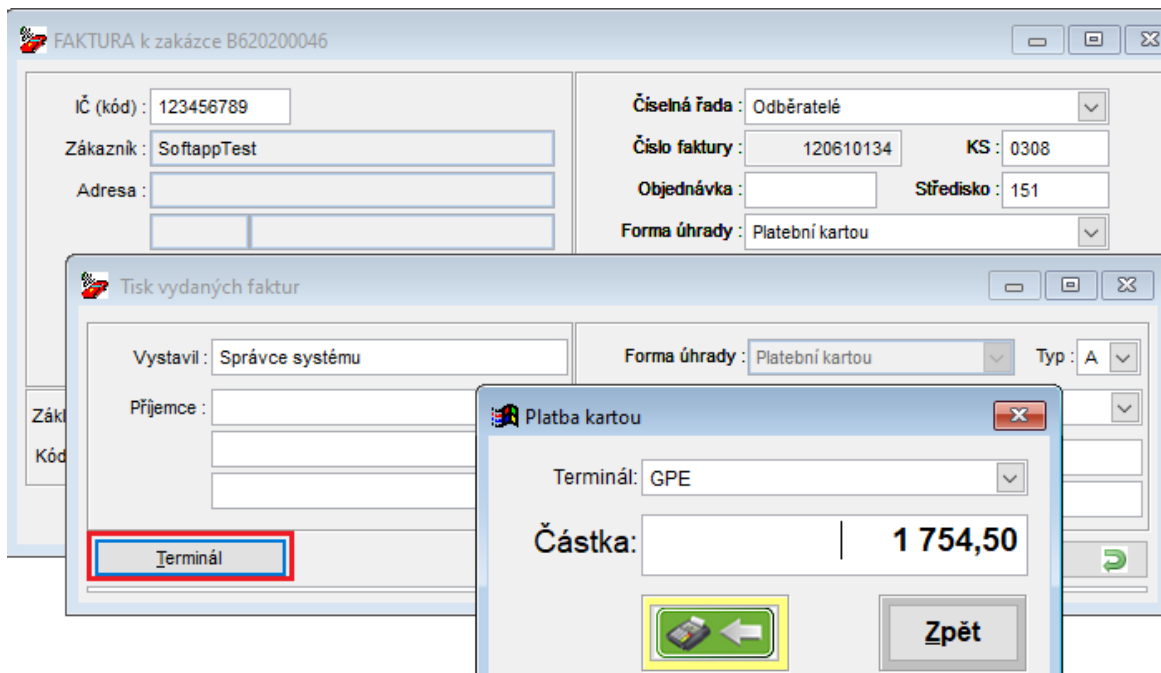 FAKTURA k zakázce B620200046
IČ (kód) : 123456789
Zákazník : SoftappTest
Adresa :
Číselná řada : Odběratelé
Číslo faktury : 120610134 KS : 0308
Objednávka : Středisko : 151
Forma úhrady : Platební kartou
Tisk vydaných faktur
Vystavil : Správce systému
Forma úhrady : Platební kartou Typ : A
Příjemce :
Zákl
Kód
Platba kartou
Terminál: GPE
Částka: 1 754,50
Terminál
Zpět